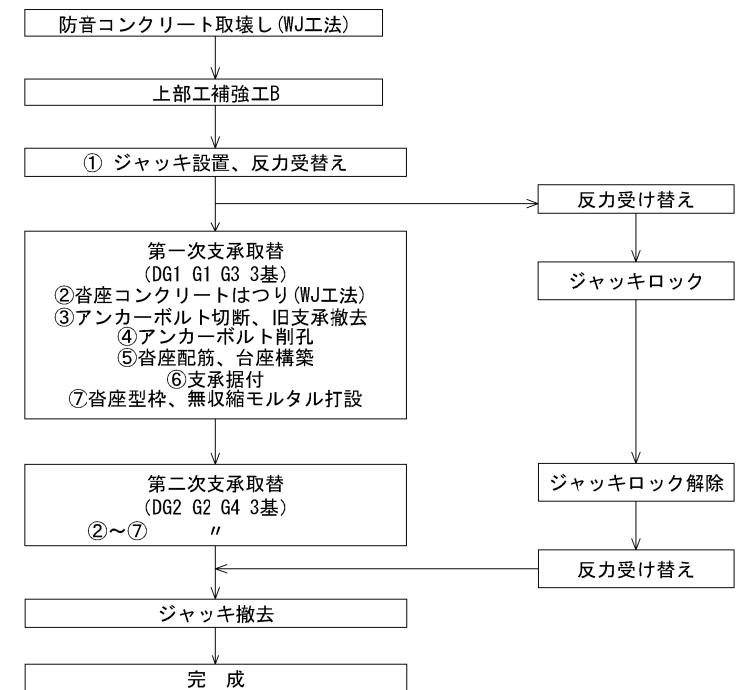 防音コンクリート取壊し(WJ工法)
上部工補強工B
① ジャッキ設置、反力受替え
反力受け替え
第一次支承取替
(DG1 G1 G3 3基)
②沓座コンクリートはつり(WJ工法)
③アンカーボルト切断、旧支承撤去
④アンカーボルト削孔
⑤沓座配筋、台座構築
⑥支承据付
⑦沓座型枠、無収縮モルタル打設
ジャッキロック
第二次支承取替
(DG2 G2 G4 3基)
②～⑦ 〃
ジャッキロック解除
反力受け替え
ジャッキ撤去
完 成